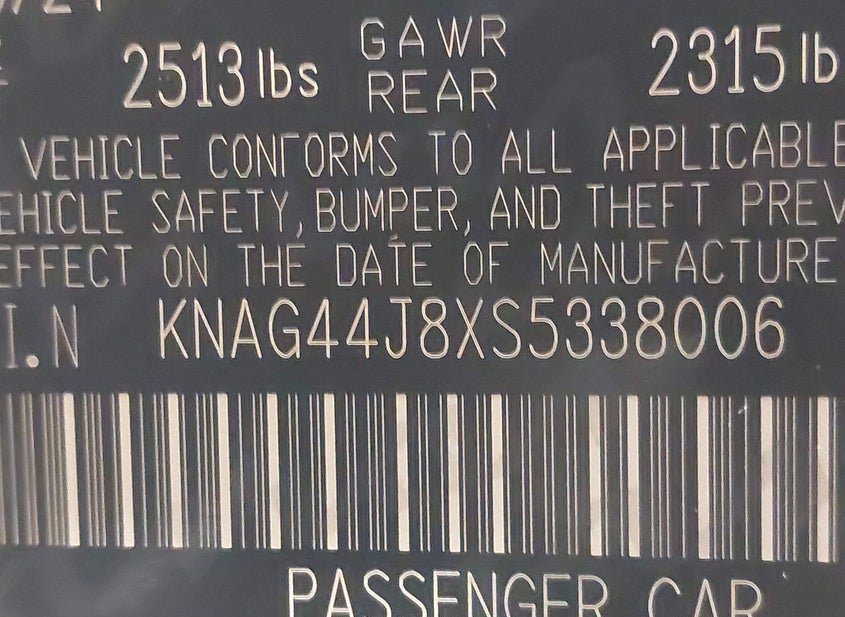 2513 lbs GAWR REAR 2315 lb
VEHICLE CONFORMS TO ALL APPLICABLE
EHICLE SAFETY, BUMPER, AND THEFT PREV
EFFECT ON THE DATE OF MANUFACTURE
I.N KNAG44J8XS5338006
PASSENGER CAR